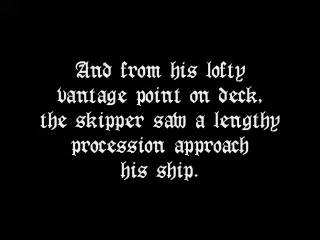 And from his lofty
vantage point on deck,
the skipper saw a lengthy
procession approach
his ship.